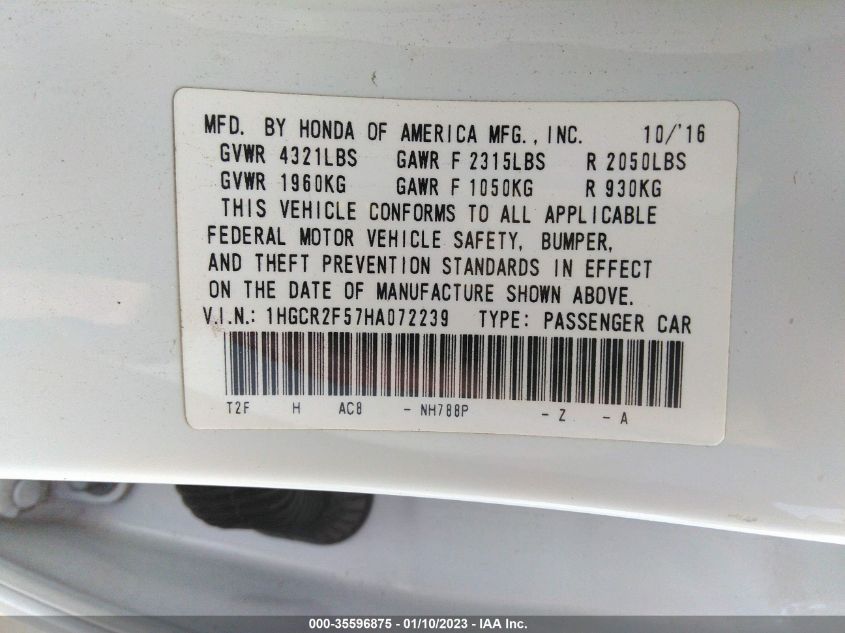 MFD. BY HONDA OF AMERICA MFG., INC. 10/'16
GVWR 4321LBS GAWR F 2315LBS R 2050LBS
GVWR 1960KG GAWR F 1050KG R 930KG
THIS VEHICLE CONFORMS TO ALL APPLICABLE
FEDERAL MOTOR VEHICLE SAFETY, BUMPER,
AND THEFT PREVENTION STANDARDS IN EFFECT
ON THE DATE OF MANUFACTURE SHOWN ABOVE.
V.I.N.: 1HGCR2F57HA072239 TYPE: PASSENGER CAR
T2F H AC8 - NH788P - Z - A
000-35596875 - 01/10/2023 - IAA Inc.